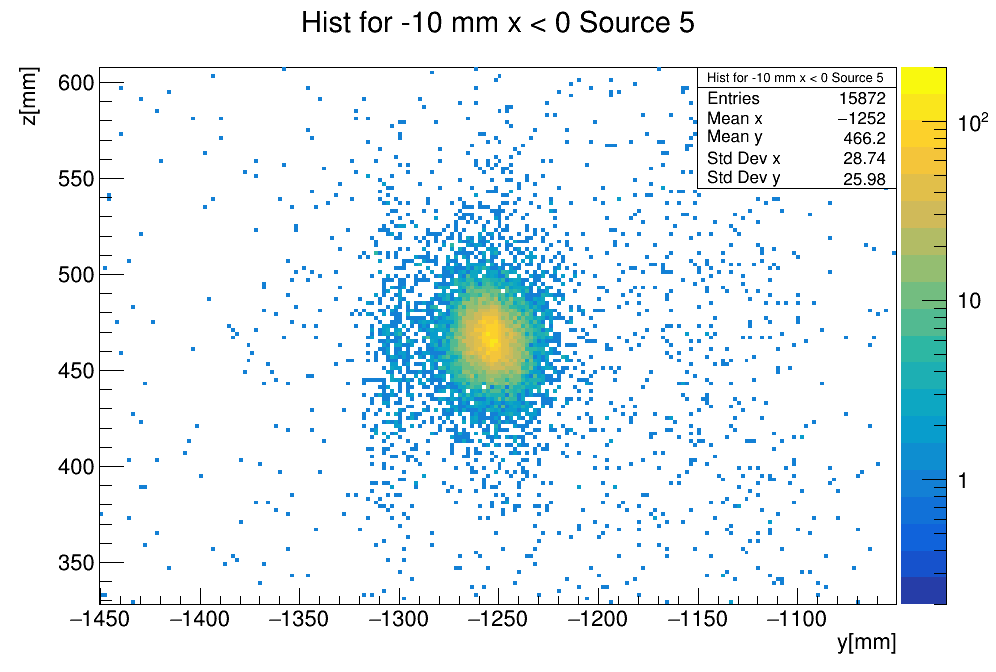 Hist for -10 mm x < 0 Source 5
z[mm]
Hist for -10 mm x < 0 Source 5
Entries 15872
Mean x −1252
Mean y 466.2
Std Dev x 28.74
Std Dev y 25.98
600
550
500
450
400
350
10²
10
1
−1450 −1400 −1350 −1300 −1250 −1200 −1150 −1100
y[mm]